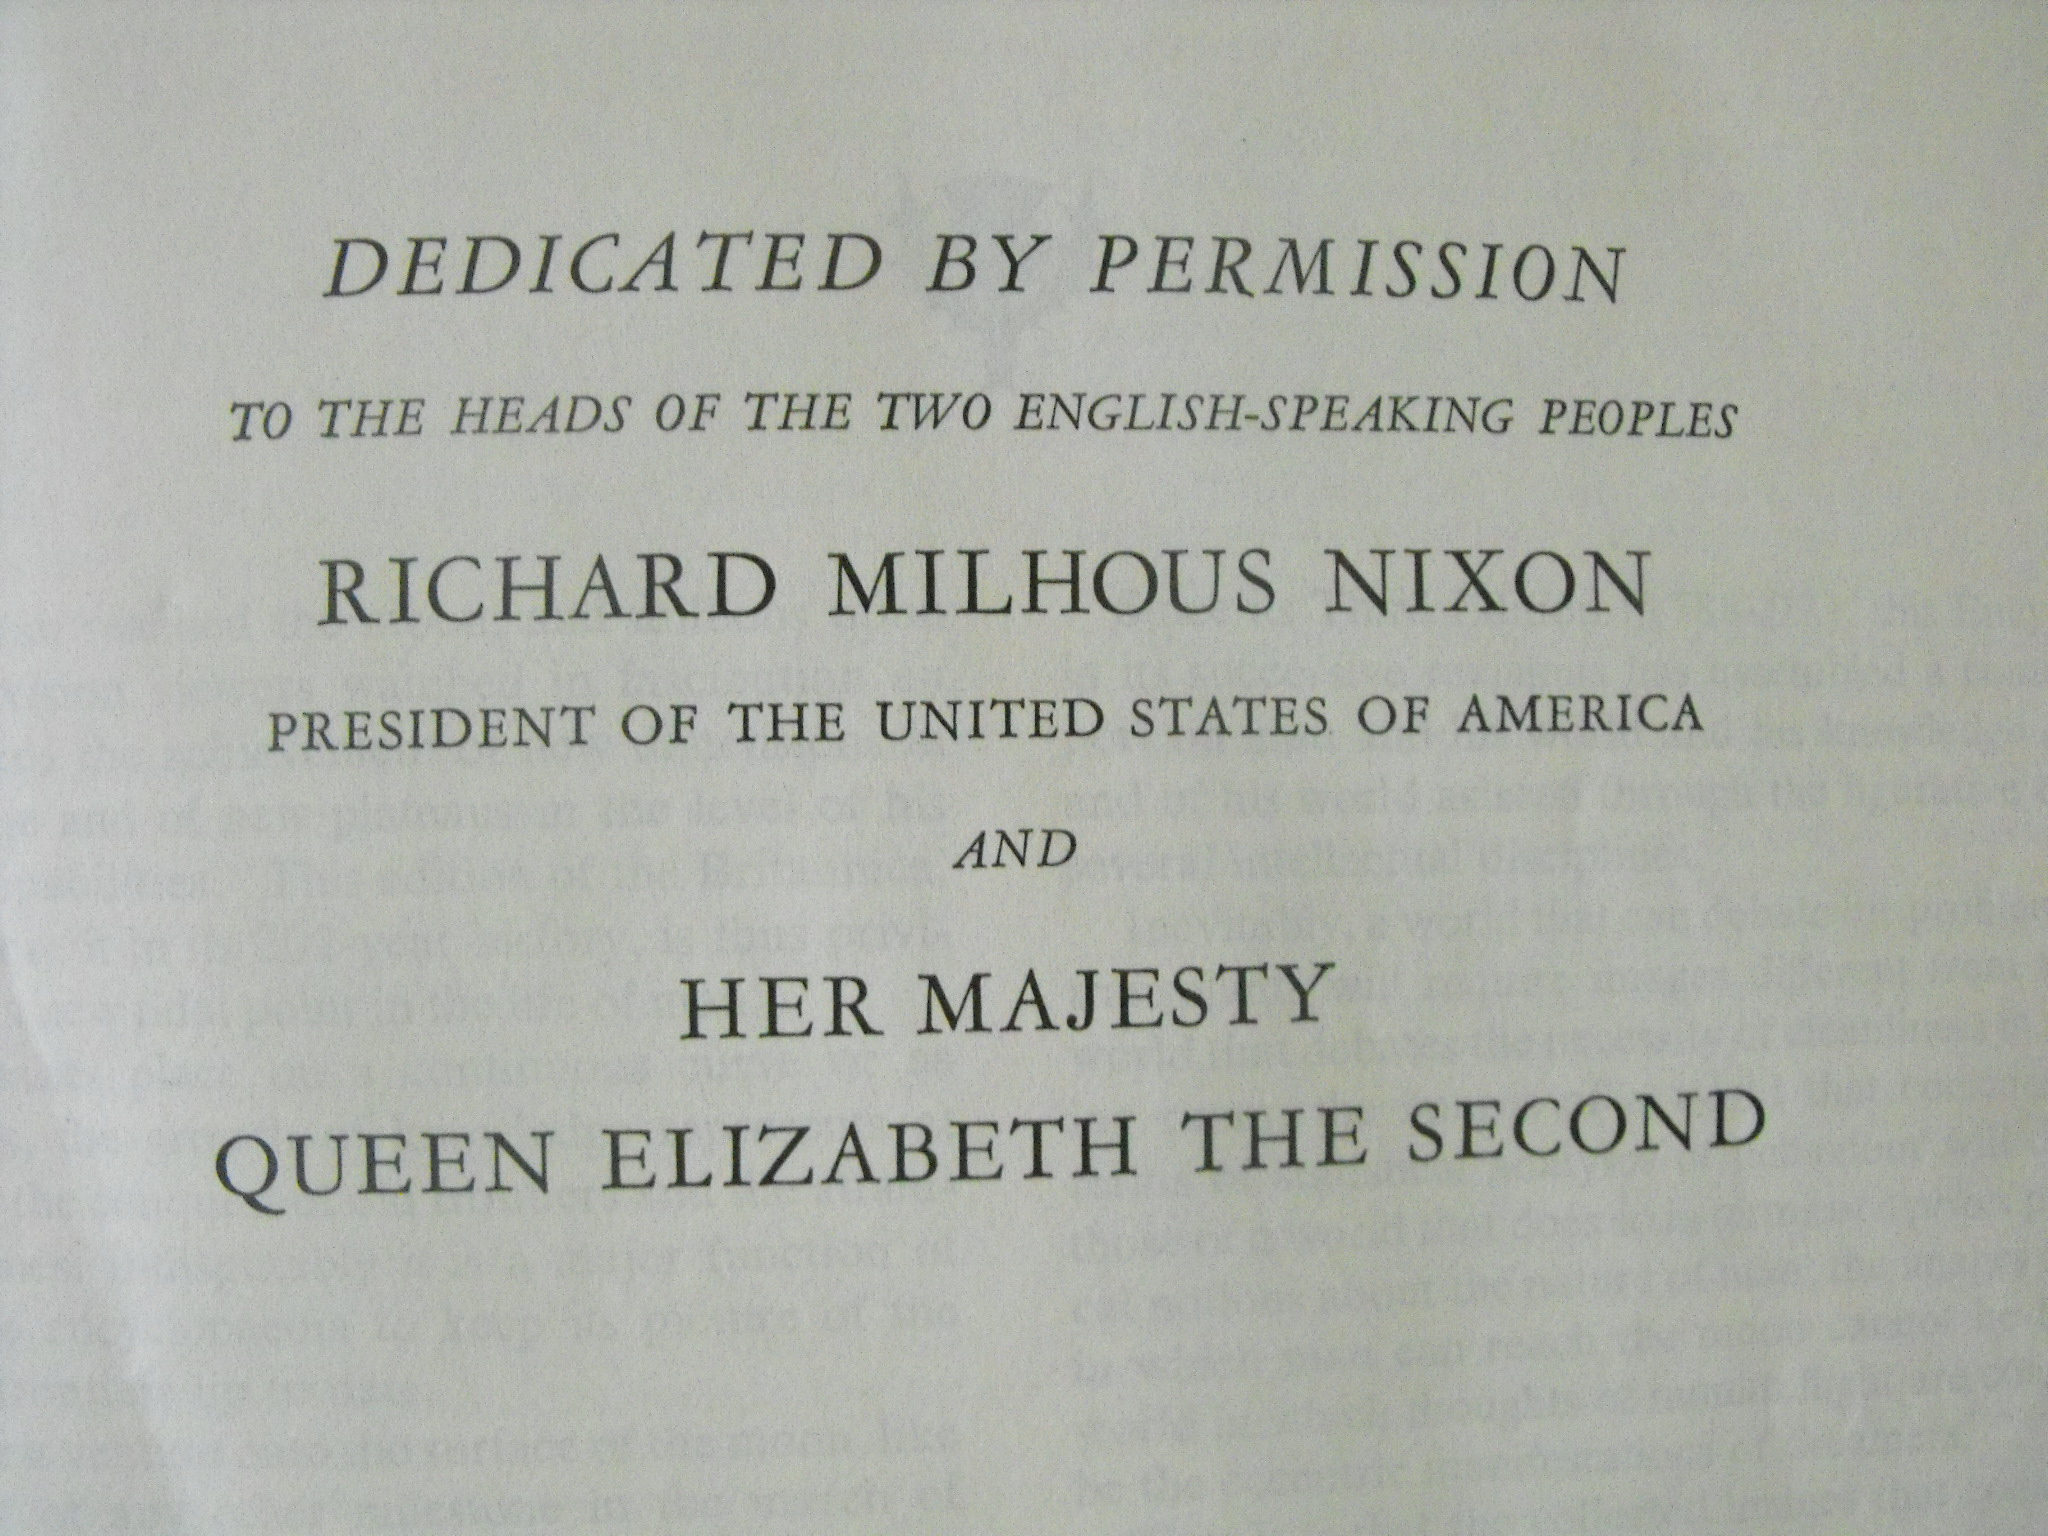 DEDICATED BY PERMISSION
TO THE HEADS OF THE TWO ENGLISH-SPEAKING PEOPLES
RICHARD MILHOUS NIXON
PRESIDENT OF THE UNITED STATES OF AMERICA
AND
HER MAJESTY
QUEEN ELIZABETH THE SECOND